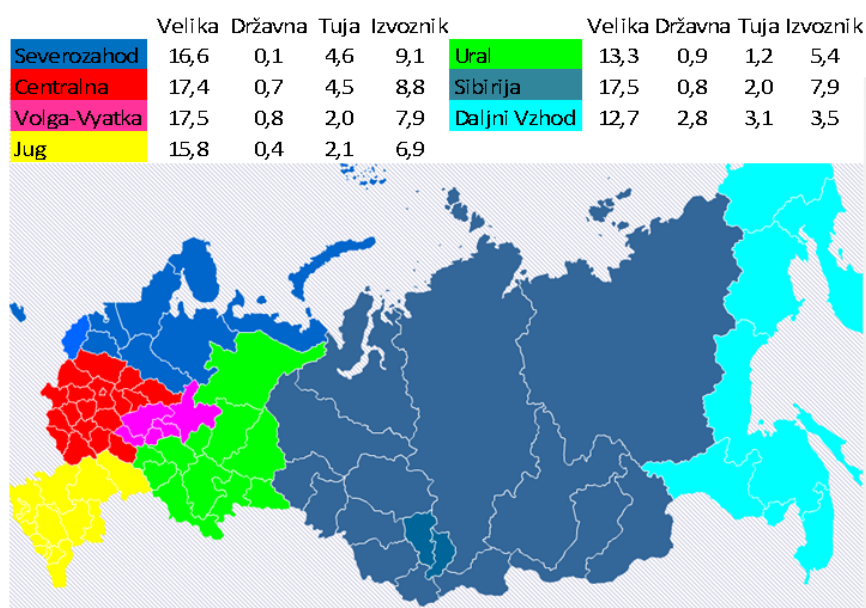 Velika Državna Tuja Izvoznik Velika Državna Tuja Izvoznik
Severozahod 16,6 0,1 4,6 9,1 Ural 13,3 0,9 1,2 5,4
Centralna 17,4 0,7 4,5 8,8 Sibirija 17,5 0,8 2,0 7,9
Volga-Vyatka 17,5 0,8 2,0 7,9 Daljni Vzhod 12,7 2,8 3,1 3,5
Jug 15,8 0,4 2,1 6,9